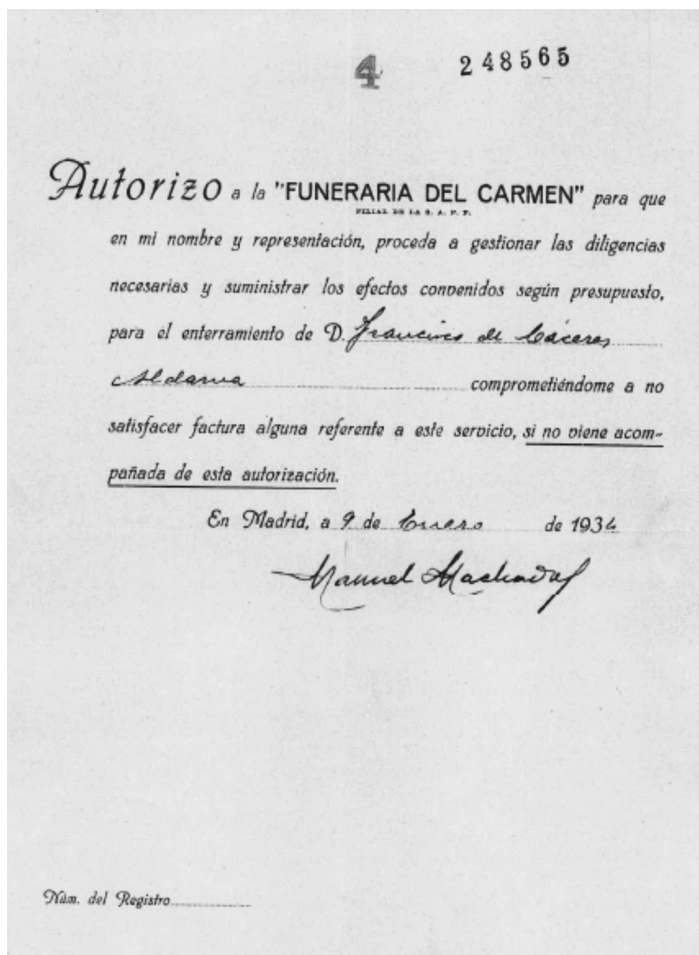 4 248565
Autorizo a la "FUNERARIA DEL CARMEN" para que
FILIAL DE LA S. A. P. F.
en mi nombre y representación, proceda a gestionar las diligencias
necesarias y suministrar los efectos convenidos según presupuesto,
para el enterramiento de D. Francisco de Cáceres
Aldama comprometiéndome a no
satisfacer factura alguna referente a este servicio, si no viene acom-
pañada de esta autorización.
En Madrid, a 9 de Enero de 1934
Manuel Machado
Núm. del Registro